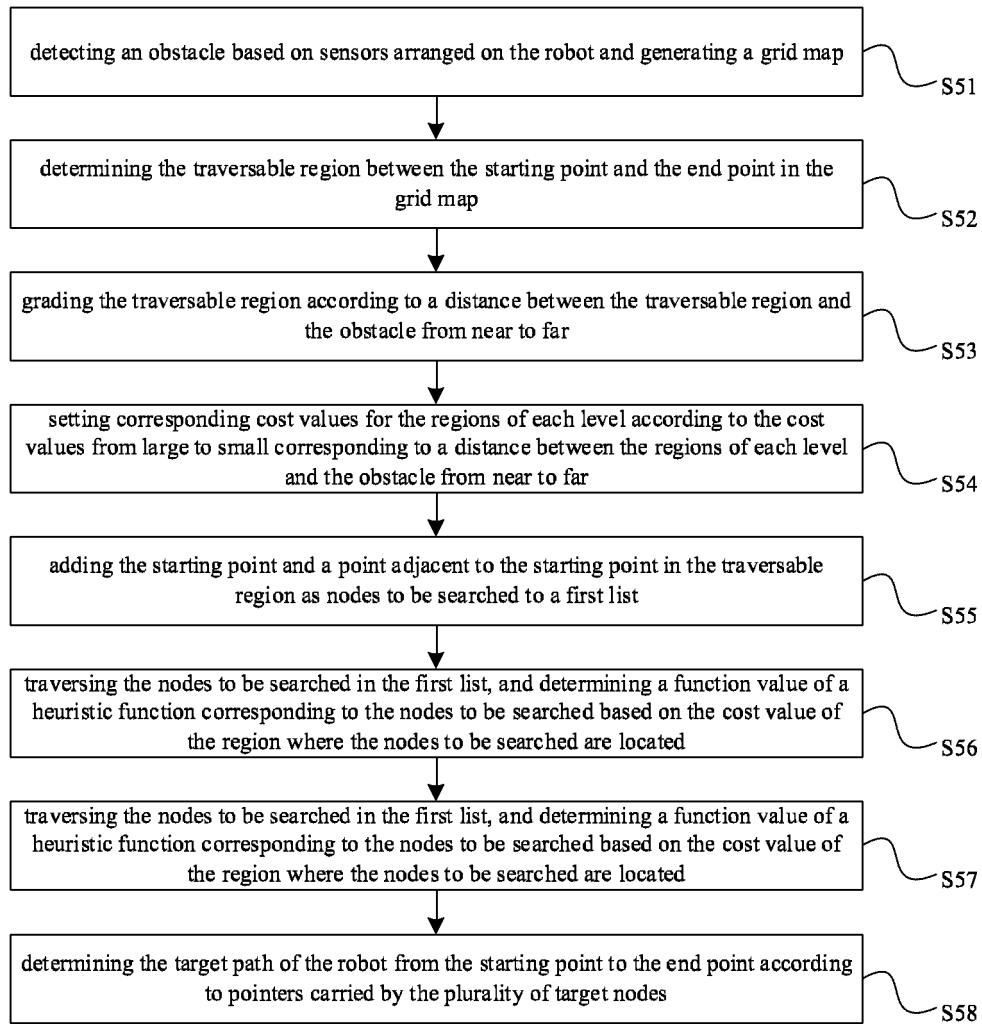 detecting an obstacle based on sensors arranged on the robot and generating a grid map
S51
determining the traversable region between the starting point and the end point in the
grid map
S52
grading the traversable region according to a distance between the traversable region and
the obstacle from near to far
S53
setting corresponding cost values for the regions of each level according to the cost
values from large to small corresponding to a distance between the regions of each level
and the obstacle from near to far
S54
adding the starting point and a point adjacent to the starting point in the traversable
region as nodes to be searched to a first list
S55
traversing the nodes to be searched in the first list, and determining a function value of a
heuristic function corresponding to the nodes to be searched based on the cost value of
the region where the nodes to be searched are located
S56
traversing the nodes to be searched in the first list, and determining a function value of a
heuristic function corresponding to the nodes to be searched based on the cost value of
the region where the nodes to be searched are located
S57
determining the target path of the robot from the starting point to the end point according
to pointers carried by the plurality of target nodes
S58